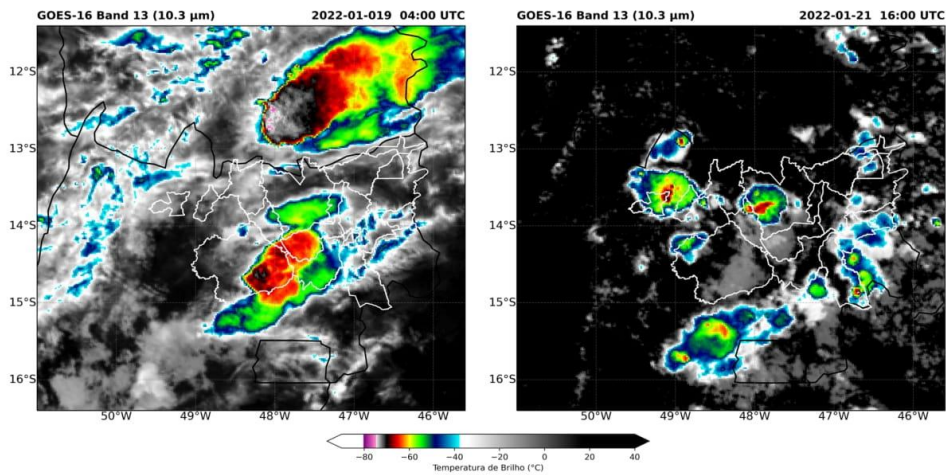 GOES-16 Band 13 (10.3 µm) 2022-01-019 04:00 UTC
GOES-16 Band 13 (10.3 µm) 2022-01-21 16:00 UTC
12°S
13°S
14°S
15°S
16°S
50°W 49°W 48°W 47°W 46°W
12°S
13°S
14°S
15°S
16°S
50°W 49°W 48°W 47°W 46°W
−80 −60 −40 −20 0 20 40
Temperatura de Brilho (°C)